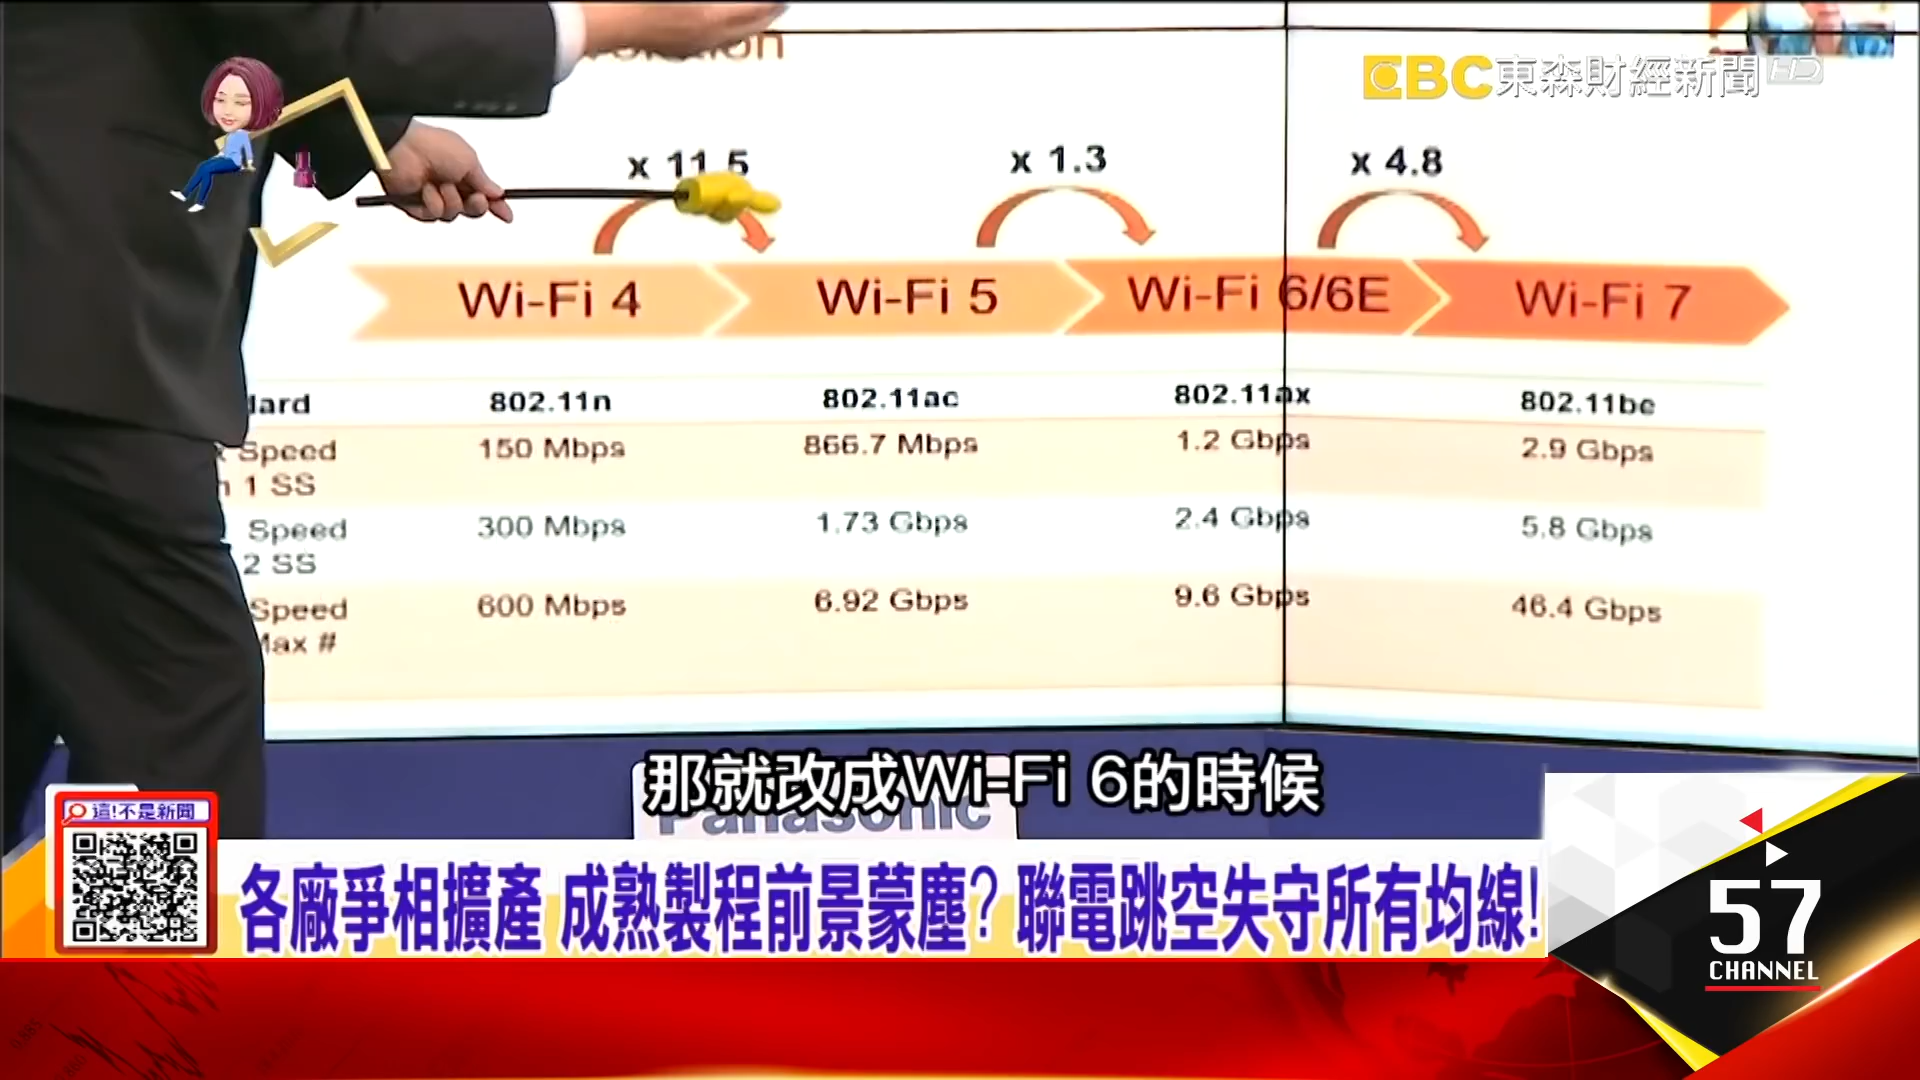 EBC 東森財經新聞 HD
x 11.5 x 1.3 x 4.8
Wi-Fi 4 Wi-Fi 5 Wi-Fi 6/6E Wi-Fi 7
802.11n 802.11ac 802.11ax 802.11be
Speed 150 Mbps 866.7 Mbps 1.2 Gbps 2.9 Gbps
1 SS
Speed 300 Mbps 1.73 Gbps 2.4 Gbps 5.8 Gbps
2 SS
Speed 600 Mbps 6.92 Gbps 9.6 Gbps 46.4 Gbps
Max #
那就改成Wi-Fi 6的時候
Panasonic
這!不是新聞
各廠爭相擴產 成熟製程前景蒙塵? 聯電跳空失守所有均線!
57
CHANNEL